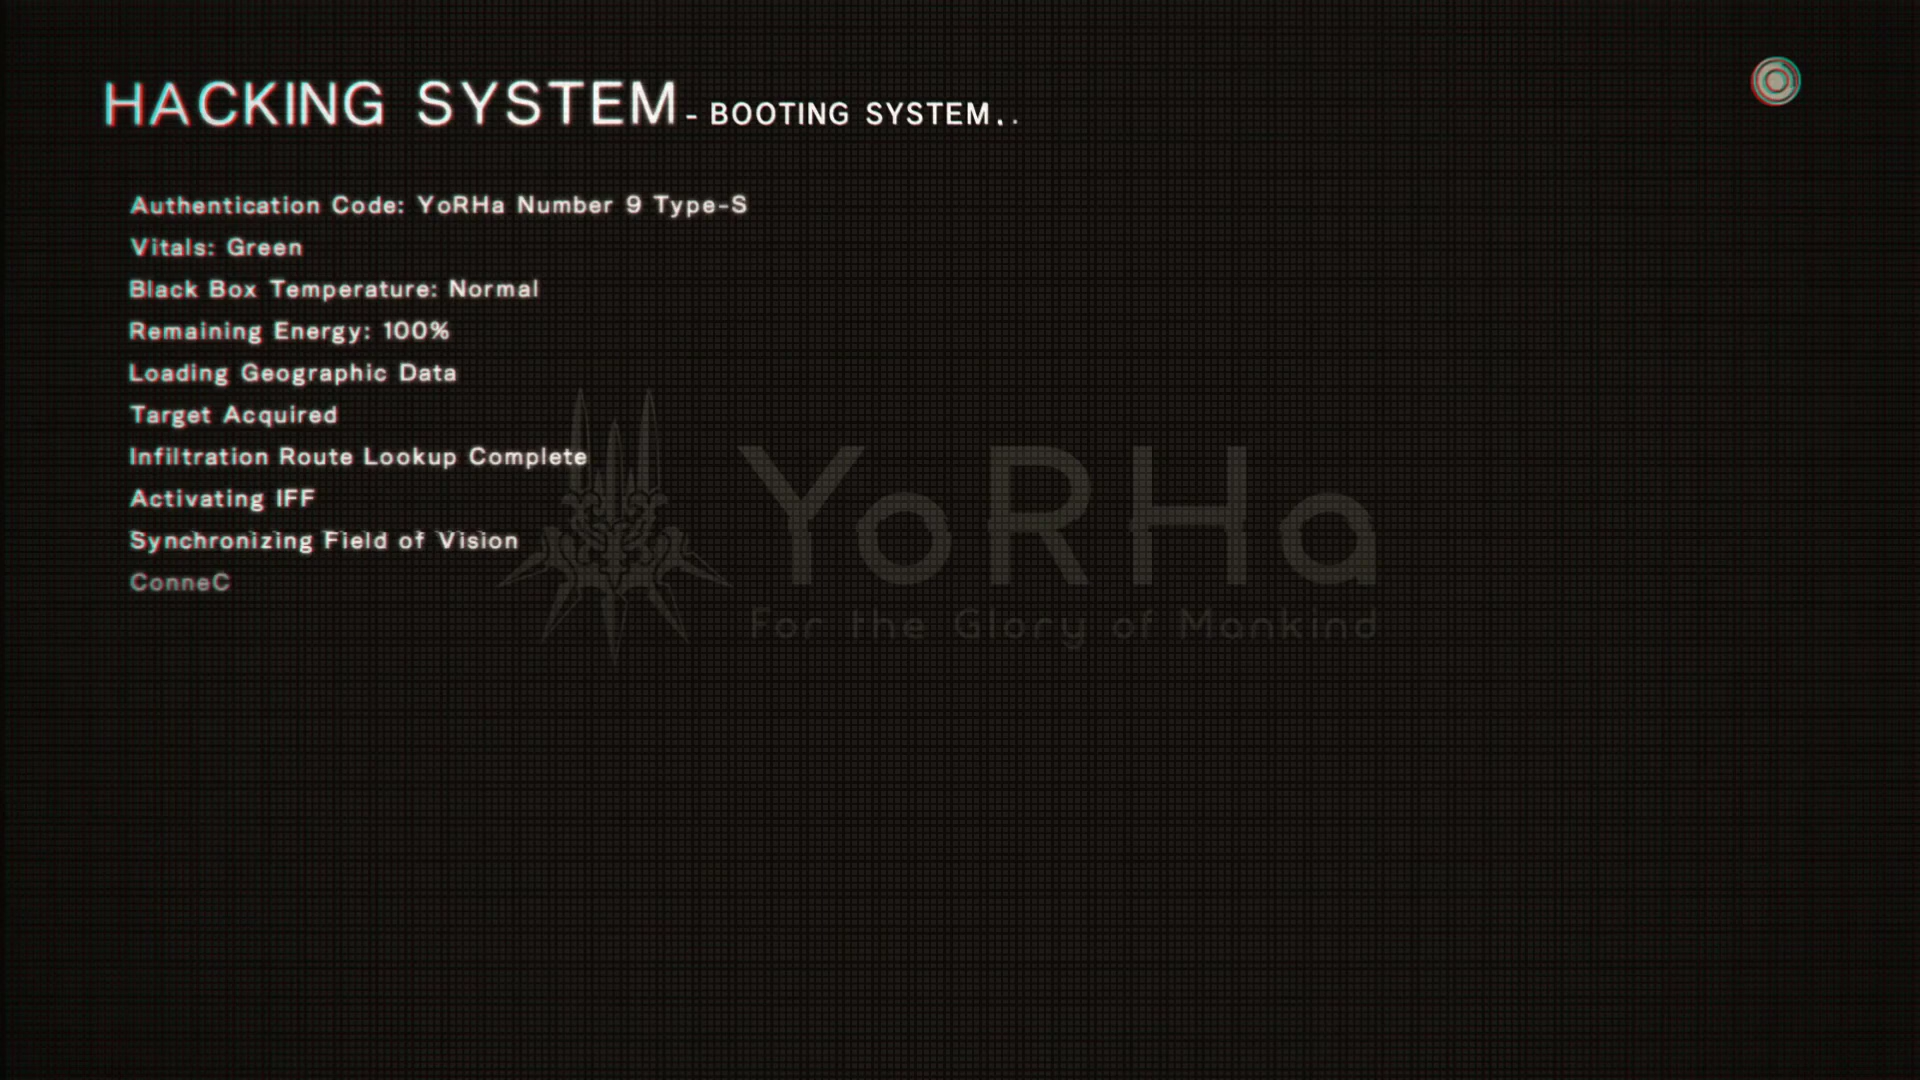 HACKING SYSTEM - BOOTING SYSTEM..
Authentication Code: YoRHa Number 9 Type-S
Vitals: Green
Black Box Temperature: Normal
Remaining Energy: 100%
Loading Geographic Data
Target Acquired
Infiltration Route Lookup Complete
Activating IFF
Synchronizing Field of Vision
ConneC
YoRHa
For the Glory of Mankind